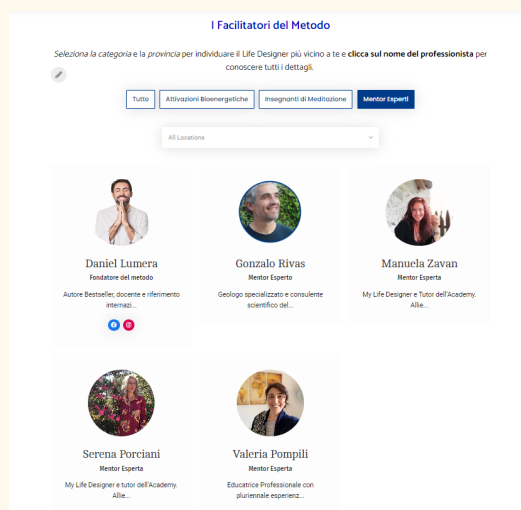 I Facilitatori del Metodo
Seleziona la categoria e la provincia per individuare il Life Designer più vicino a te e clicca sul nome del professionista per
conoscere tutti i dettagli.
Tutto
Attivazioni Bioenergetiche
Insegnanti di Meditazione
Mentor Esperti
All Locations
Daniel Lumera
Fondatore del metodo
Autore Bestseller, docente e riferimento
internazi...
Gonzalo Rivas
Mentor Esperto
Geologo specializzato e consulente
scientifico del...
Manuela Zavan
Mentor Esperta
My Life Designer e Tutor dell'Academy.
Allie...
Serena Porciani
Mentor Esperta
My Life Designer e tutor dell'Academy.
Allie...
Valeria Pompili
Mentor Esperta
Educatrice Professionale con
pluriennale esperienz...